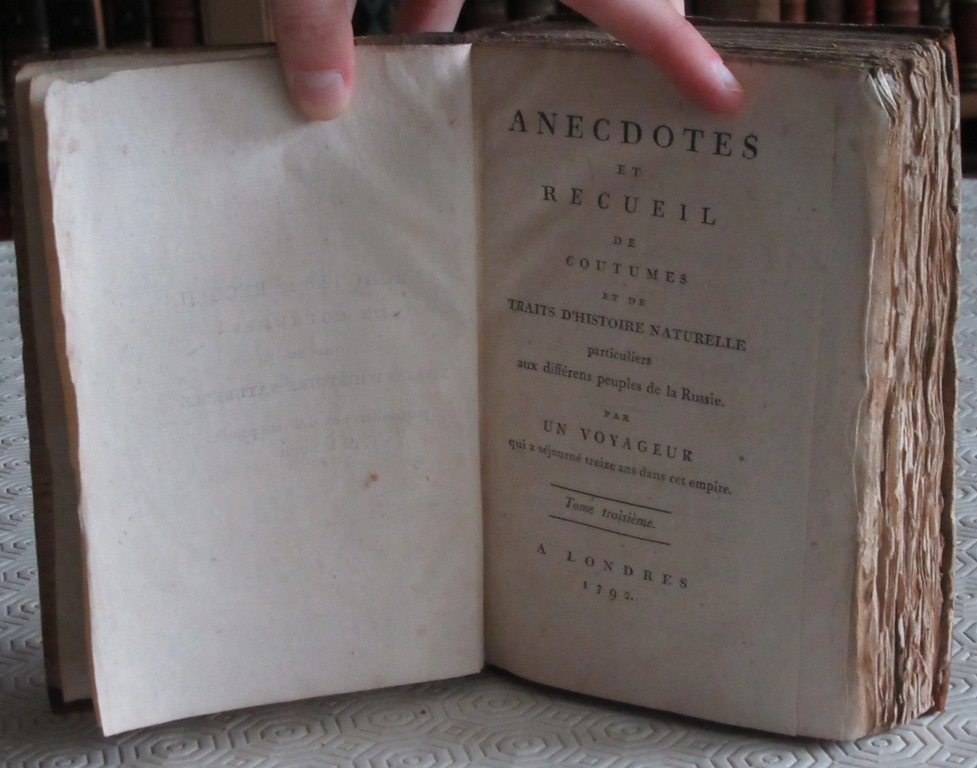 ANECDOTES
ET
RECUEIL
DE
COUTUMES
ET DE
TRAITS D'HISTOIRE NATURELLE
particuliers
aux différens peuples de la Russie.
PAR
UN VOYAGEUR
qui a séjourné treize ans dans cet empire.
Tome troisième.
A LONDRES
1792.